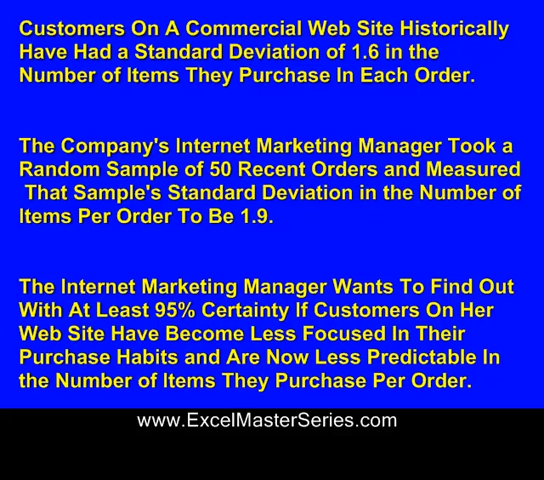 Customers On A Commercial Web Site Historically
Have Had a Standard Deviation of 1.6 in the
Number of Items They Purchase In Each Order.
The Company's Internet Marketing Manager Took a
Random Sample of 50 Recent Orders and Measured
That Sample's Standard Deviation in the Number of
Items Per Order To Be 1.9.
The Internet Marketing Manager Wants To Find Out
With At Least 95% Certainty If Customers On Her
Web Site Have Become Less Focused In Their
Purchase Habits and Are Now Less Predictable In
the Number of Items They Purchase Per Order.
www.ExcelMasterSeries.com